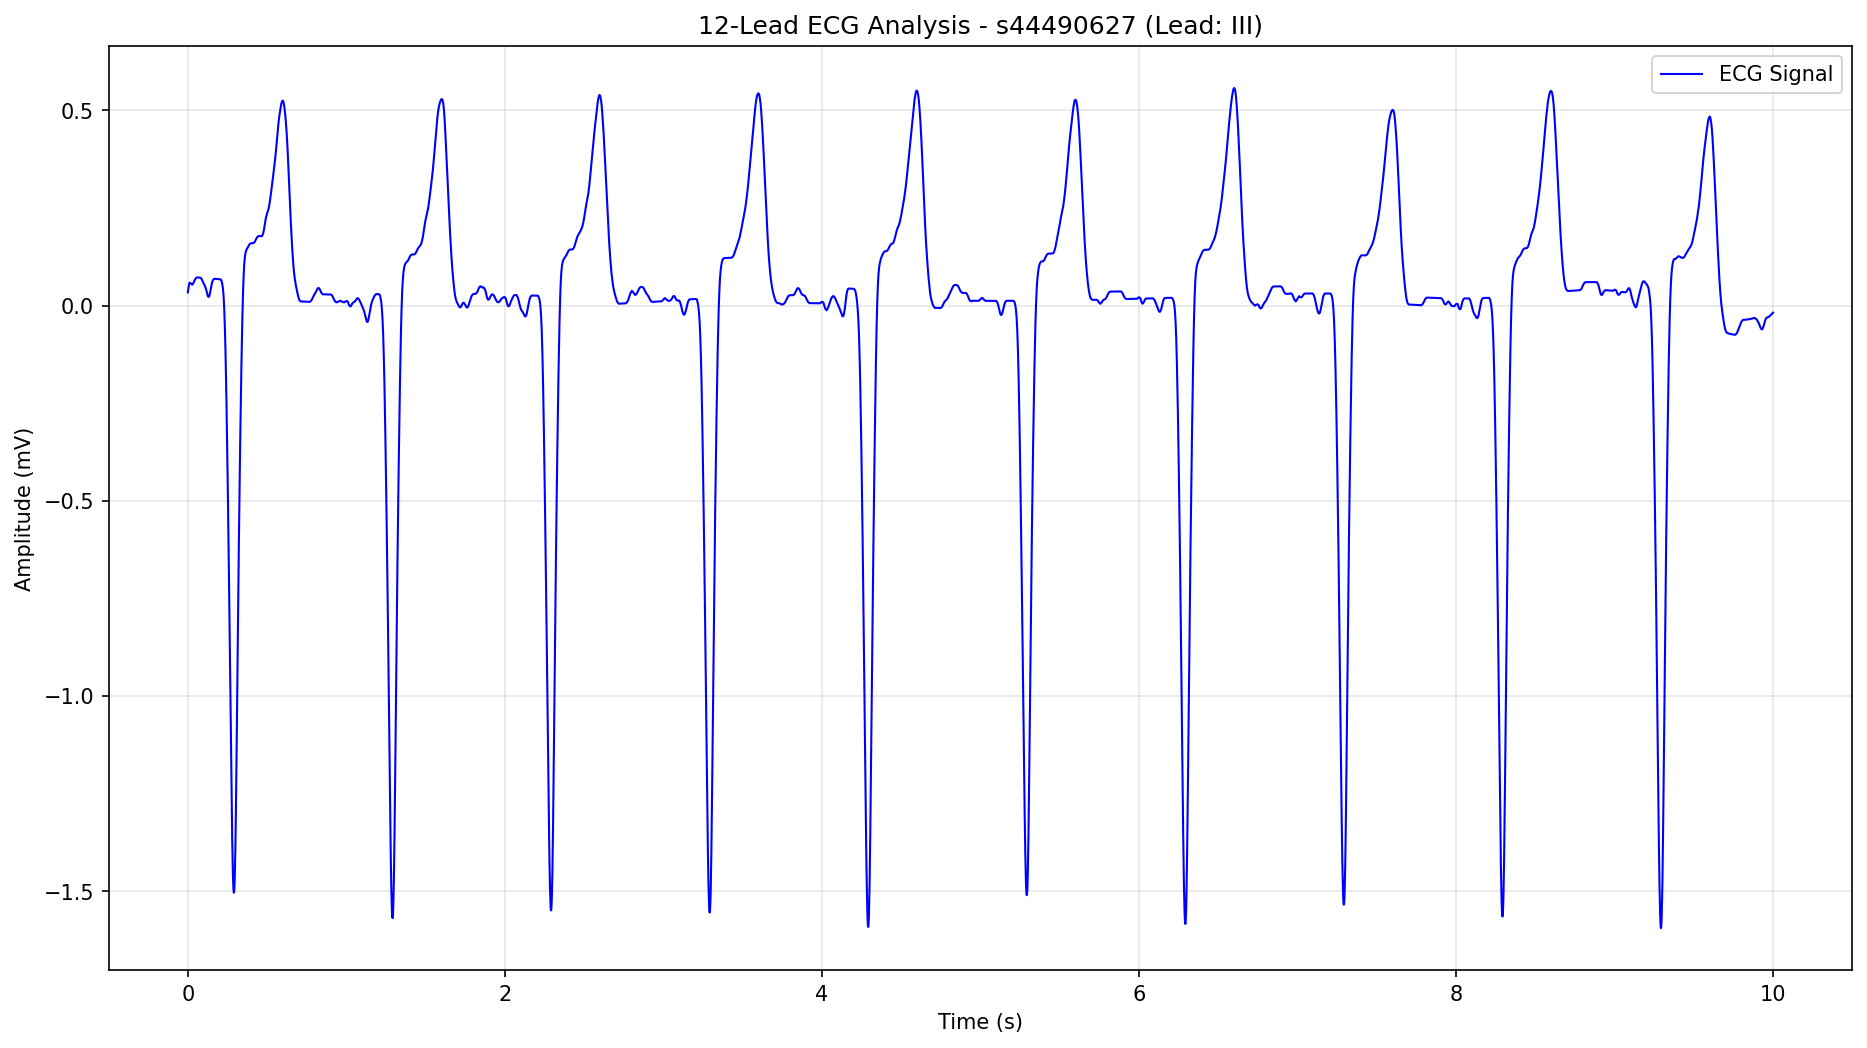 12-Lead ECG Analysis - s44490627 (Lead: III)
ECG Signal
0.5
0.0
−0.5
−1.0
−1.5
Amplitude (mV)
0 2 4 6 8 10
Time (s)